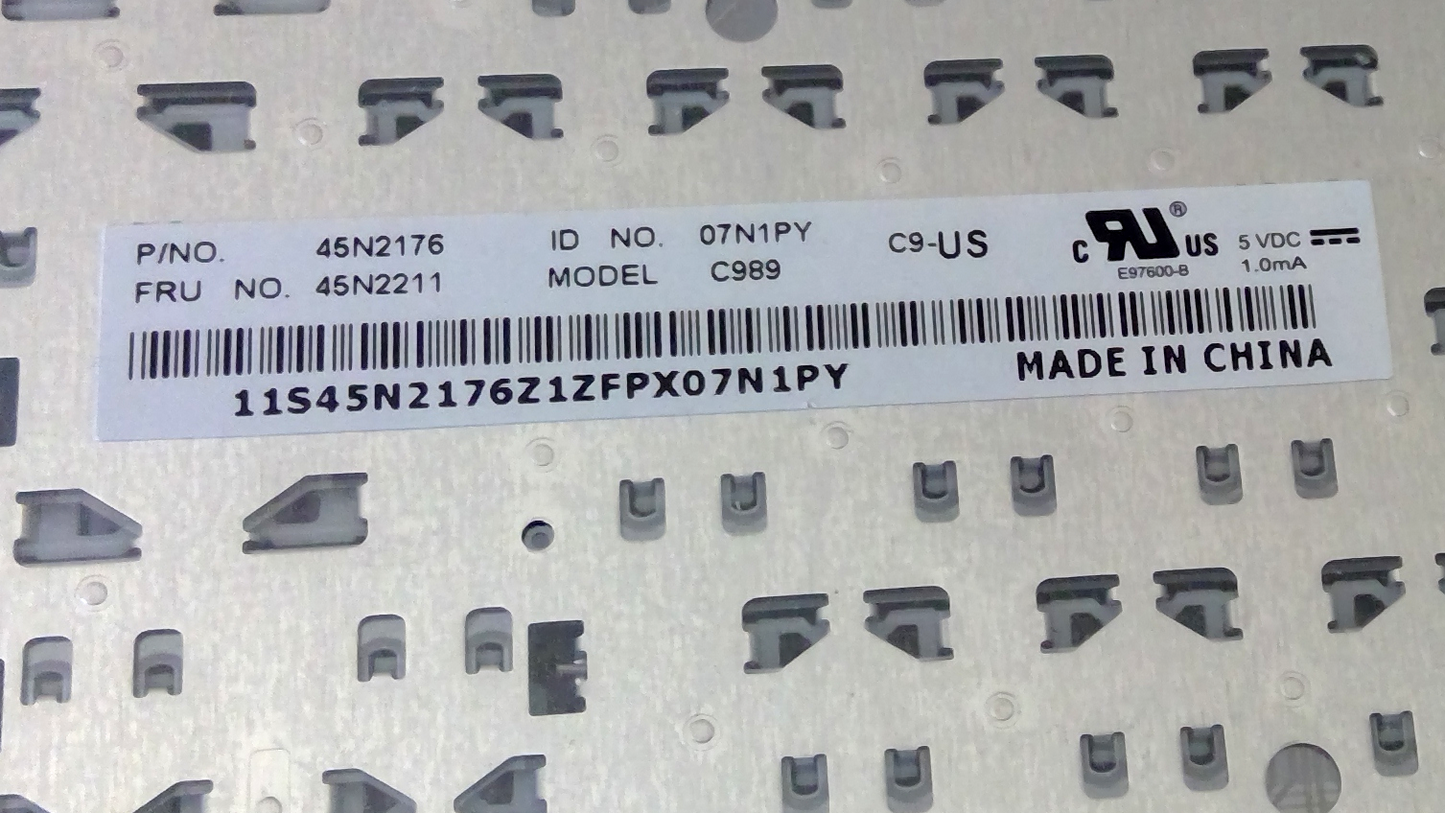 P/NO. 45N2176 ID NO. 07N1PY C9-US c RU ® US 5 VDC
FRU NO. 45N2211 MODEL C989 E97600-B 1.0mA
11S45N2176Z1ZFPX07N1PY MADE IN CHINA